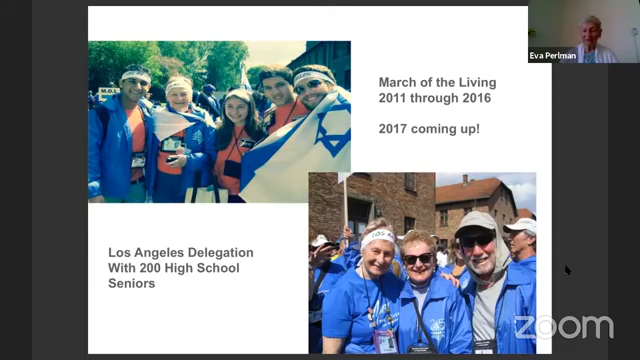 Eva Perlman
March of the Living
2011 through 2016
2017 coming up!
M.O.L
Los Angeles Delegation
With 200 High School
Seniors
zoom